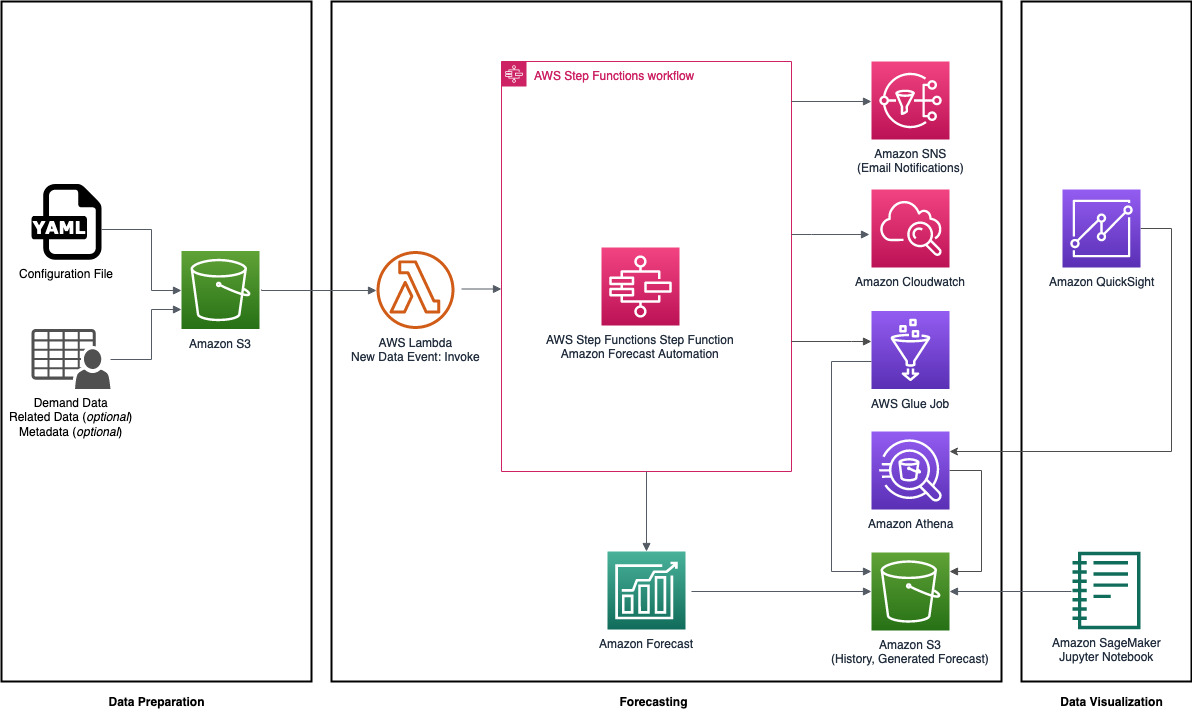 YAML
Configuration File
Demand Data
Related Data (optional)
Metadata (optional)
Amazon S3
AWS Lambda
New Data Event: Invoke
AWS Step Functions workflow
AWS Step Functions Step Function
Amazon Forecast Automation
Amazon Forecast
Amazon SNS
(Email Notifications)
Amazon Cloudwatch
AWS Glue Job
Amazon Athena
Amazon S3
(History, Generated Forecast)
Amazon QuickSight
Amazon SageMaker
Jupyter Notebook
Data Preparation
Forecasting
Data Visualization